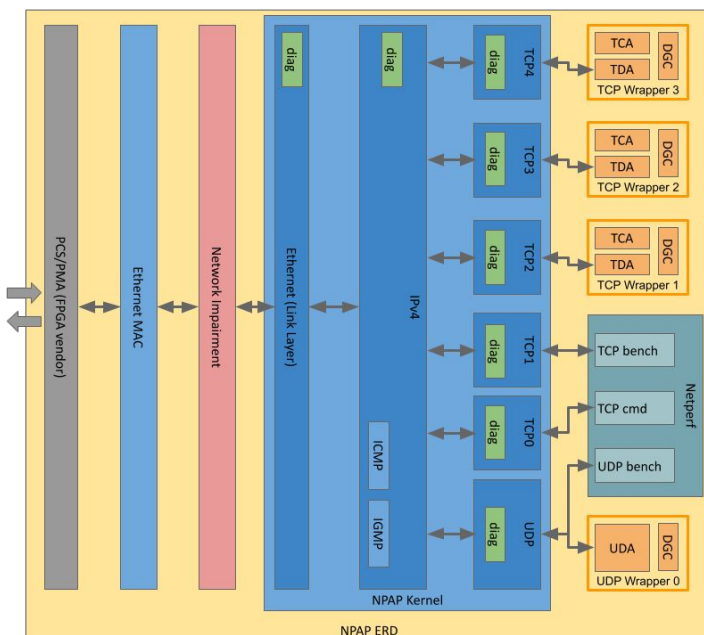 PCS/PMA (FPGA vendor)
Ethernet MAC
Network Impairment
diag
Ethernet (Link Layer)
diag
IPv4
ICMP
IGMP
diag
TCP4
diag
TCP3
diag
TCP2
diag
TCP1
diag
TCP0
diag
UDP
NPAP Kernel
TCA
TDA
DGC
TCP Wrapper 3
TCA
TDA
DGC
TCP Wrapper 2
TCA
TDA
DGC
TCP Wrapper 1
TCP bench
TCP cmd
UDP bench
Netperf
UDA
DGC
UDP Wrapper 0
NPAP ERD